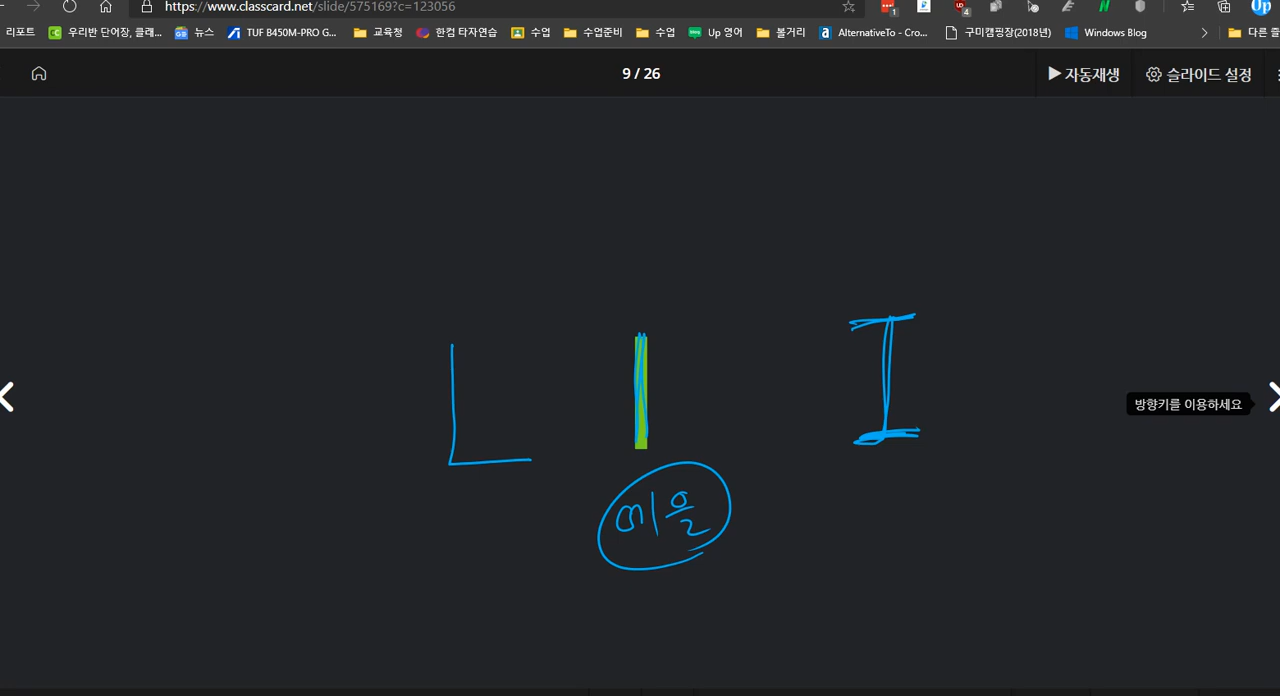 https://www.classcard.net/slide/575169?c=123056
리포트 우리반 단어장, 클래... 뉴스 TUF B450M-PRO G... 교육청 한컴 타자연습 수업 수업준비 수업 Up 영어 볼거리 AlternativeTo - Cro... 구미캠핑장(2018년) Windows Blog 다른 즐
9 / 26
▶자동재생 슬라이드 설정
L I I
방향키를 이용하세요